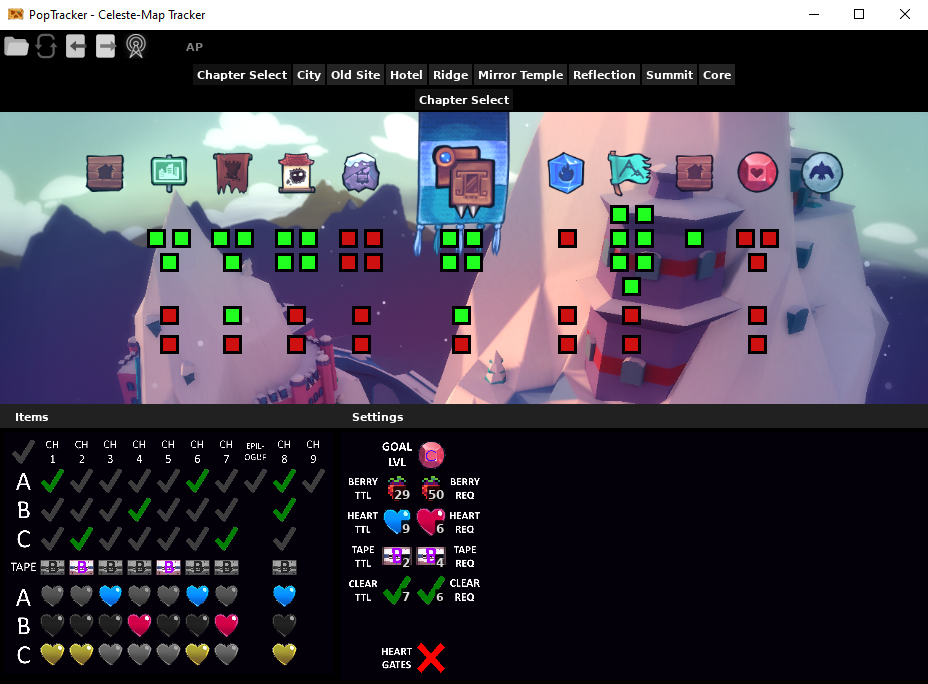 PopTracker - Celeste-Map Tracker
AP
Chapter Select City Old Site Hotel Ridge Mirror Temple Reflection Summit Core
Chapter Select
Items
Settings
CH 1 CH 2 CH 3 CH 4 CH 5 CH 6 CH 7 EPIL-OGUE CH 8 CH 9
A
B
C
TAPE B B B B B B B B
A
B
C
GOAL LVL C
BERRY TTL 29 50 BERRY REQ
HEART TTL 9 6 HEART REQ
TAPE TTL B 2 B 4 TAPE REQ
CLEAR TTL 7 6 CLEAR REQ
HEART GATES